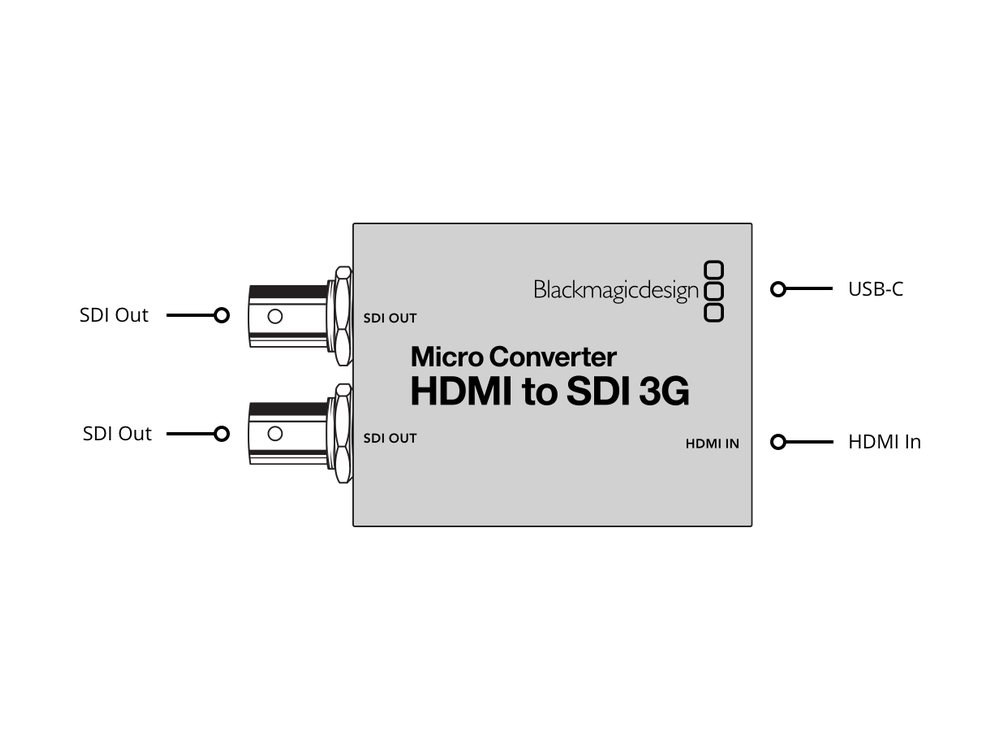 Blackmagicdesign
USB-C
SDI Out
SDI OUT
Micro Converter
HDMI to SDI 3G
SDI Out
SDI OUT
HDMI IN
HDMI In